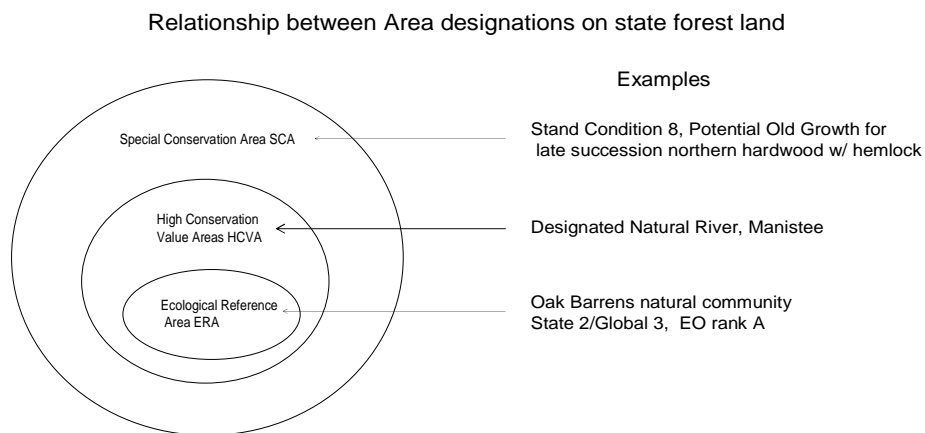 Relationship between Area designations on state forest land
Examples
Special Conservation Area SCA
Stand Condition 8, Potential Old Growth for
late succession northern hardwood w/ hemlock
High Conservation
Value Areas HCVA
Designated Natural River, Manistee
Ecological Reference
Area ERA
Oak Barrens natural community
State 2/Global 3, EO rank A